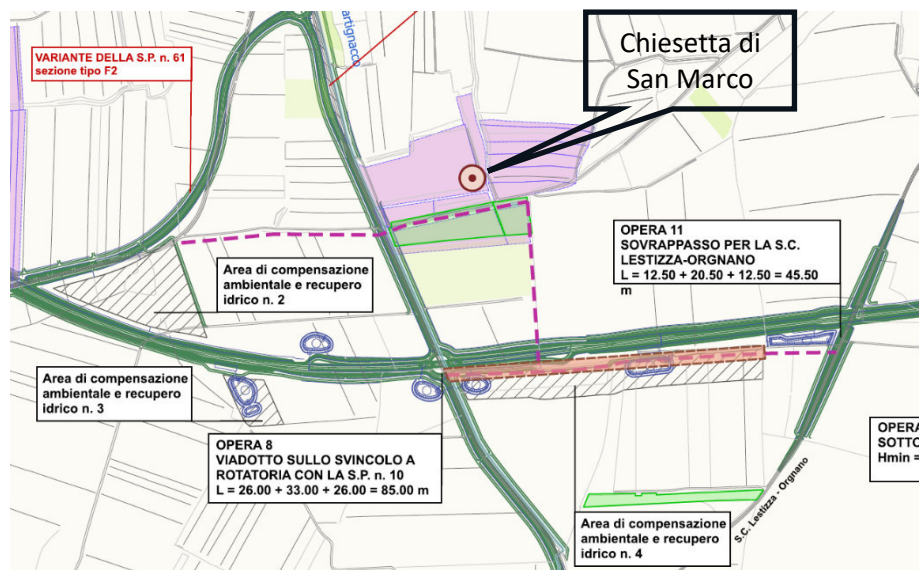 artignacco
Chiesetta di
San Marco
VARIANTE DELLA S.P. n. 61
sezione tipo F2
OPERA 11
SOVRAPPASSO PER LA S.C.
LESTIZZA-ORGNANO
L = 12.50 + 20.50 + 12.50 = 45.50
m
Area di compensazione
ambientale e recupero
idrico n. 2
Area di compensazione
ambientale e recupero
idrico n. 3
OPERA 8
VIADOTTO SULLO SVINCOLO A
ROTATORIA CON LA S.P. n. 10
L = 26.00 + 33.00 + 26.00 = 85.00 m
OPERA
SOTTO
Hmin =
S.C. Lestizza - Orgnano
Area di compensazione
ambientale e recupero
idrico n. 4